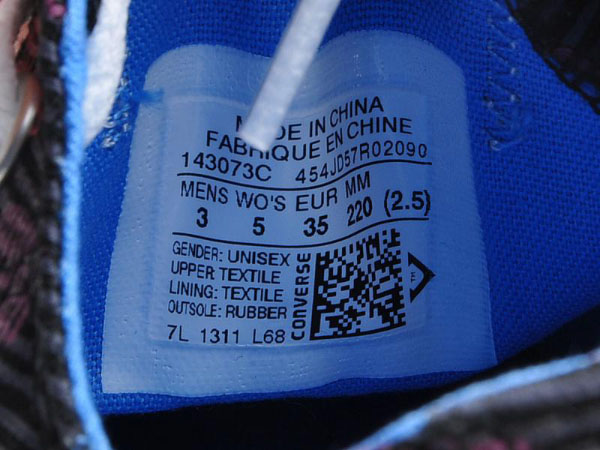 MADE IN CHINA
FABRIQUE EN CHINE
143073C 454JD57R02090
MENS WO'S EUR MM
3 5 35 220 (2.5)
GENDER: UNISEX
UPPER: TEXTILE
LINING: TEXTILE
OUTSOLE: RUBBER
7L 1311 L68
CONVERSE